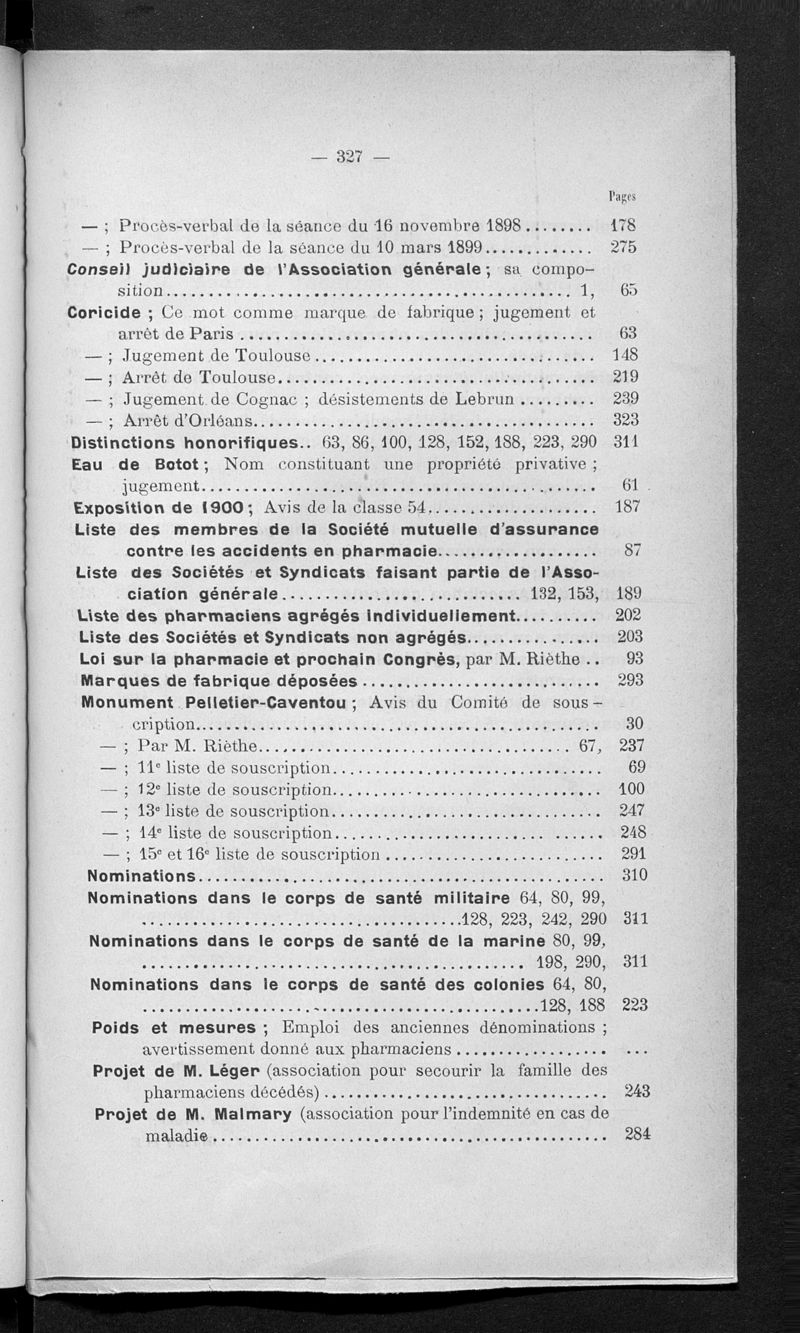 — 327 —
Pages
— ; Procès-verbal de la séance du 16 novembre 1898 ........ 178
— ; Procès-verbal de la séance du 10 mars 1899 ............. 275
Conseil judiciaire de l'Association générale ; sa compo-
sition ................................................ 1, 65
Coricide ; Ce mot comme marque de fabrique ; jugement et
arrêt de Paris ........................................ 63
— ; Jugement de Toulouse ................................ 148
— ; Arrêt de Toulouse .................................... 219
— ; Jugement de Cognac ; désistements de Lebrun ......... 239
— ; Arrêt d'Orléans ....................................... 323
Distinctions honorifiques.. 63, 86, 100, 128, 152, 188, 223, 290 311
Eau de Botot ; Nom constituant une propriété privative ;
jugement .............................................. 61
Exposition de 1900 ; Avis de la classe 54 .................... 187
Liste des membres de la Société mutuelle d'assurance
contre les accidents en pharmacie ................... 87
Liste des Sociétés et Syndicats faisant partie de l'Asso-
ciation générale ............................ 132, 153, 189
Liste des pharmaciens agrégés individuellement .......... 202
Liste des Sociétés et Syndicats non agrégés ................ 203
Loi sur la pharmacie et prochain Congrès, par M. Rièthe .. 93
Marques de fabrique déposées ............................ 293
Monument Pelletier-Caventou ; Avis du Comité de sous-
cription .............................................. 30
— ; Par M. Rièthe .................................... 67, 237
— ; 11e liste de souscription ............................... 69
— ; 12e liste de souscription ............................... 100
— ; 13e liste de souscription ............................... 247
— ; 14e liste de souscription ............................... 248
— ; 15e et 16e liste de souscription ......................... 291
Nominations ............................................... 310
Nominations dans le corps de santé militaire 64, 80, 99,
..................................... 128, 223, 242, 290 311
Nominations dans le corps de santé de la marine 80, 99,
............................................. 198, 290, 311
Nominations dans le corps de santé des colonies 64, 80,
.............................................. 128, 188 223
Poids et mesures ; Emploi des anciennes dénominations ;
avertissement donné aux pharmaciens .................. ...
Projet de M. Léger (association pour secourir la famille des
pharmaciens décédés) ................................. 243
Projet de M. Malmary (association pour l'indemnité en cas de
maladie .............................................. 284